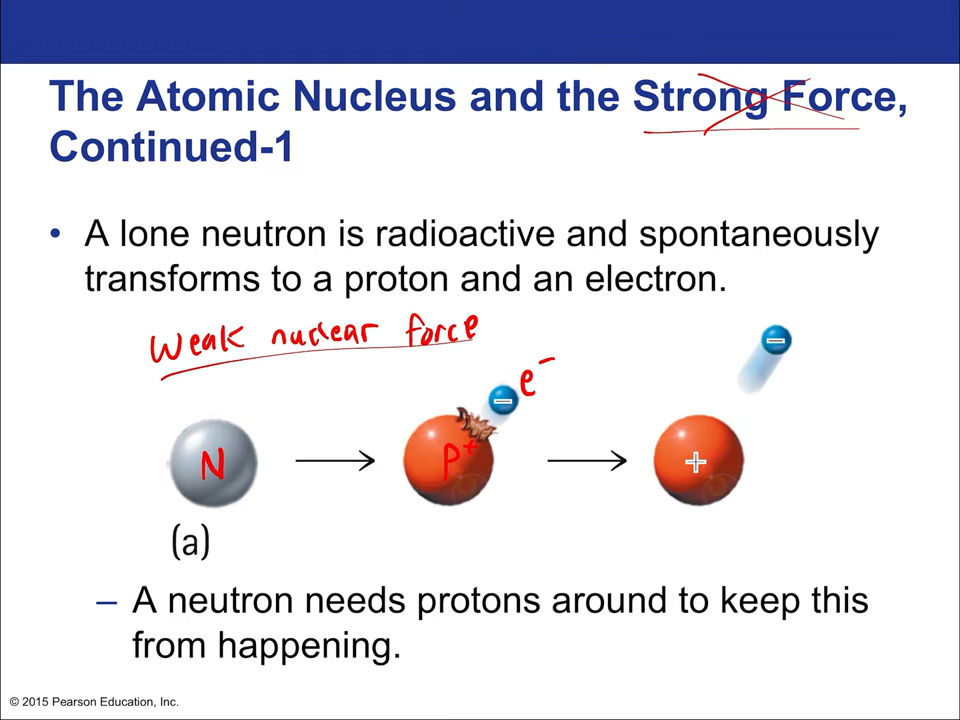 The Atomic Nucleus and the Strong Force,
Continued-1
• A lone neutron is radioactive and spontaneously
transforms to a proton and an electron.
Weak nuclear force
e⁻
−
−
N
P⁺
+
(a)
– A neutron needs protons around to keep this
from happening.
© 2015 Pearson Education, Inc.